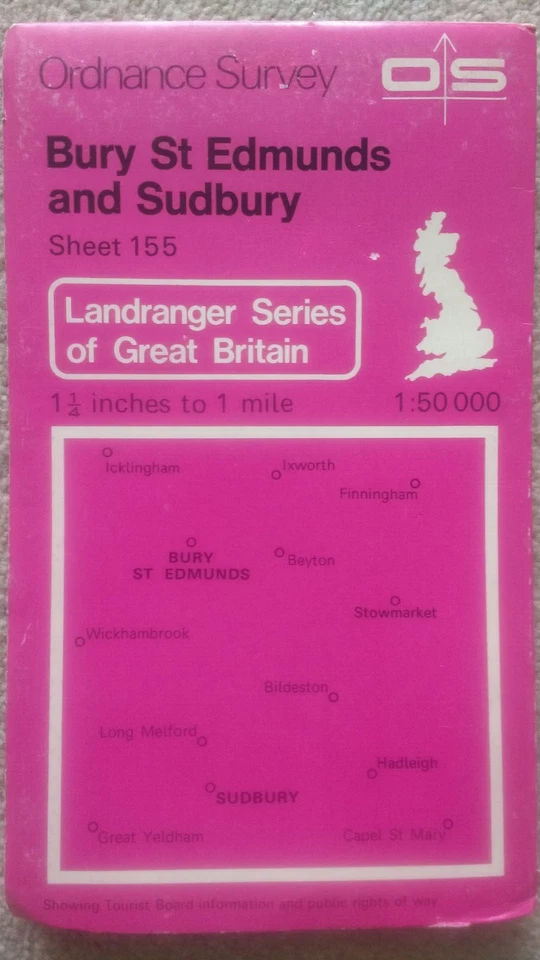 Ordnance Survey
OS
Bury St Edmunds
and Sudbury
Sheet 155
Landranger Series
of Great Britain
1 1/4 inches to 1 mile
1:50 000
Icklingham
Ixworth
Finningham
BURY
ST EDMUNDS
Beyton
Stowmarket
Wickhambrook
Bildeston
Long Melford
Hadleigh
SUDBURY
Great Yeldham
Capel St Mary
Showing Tourist Board information and public rights of way